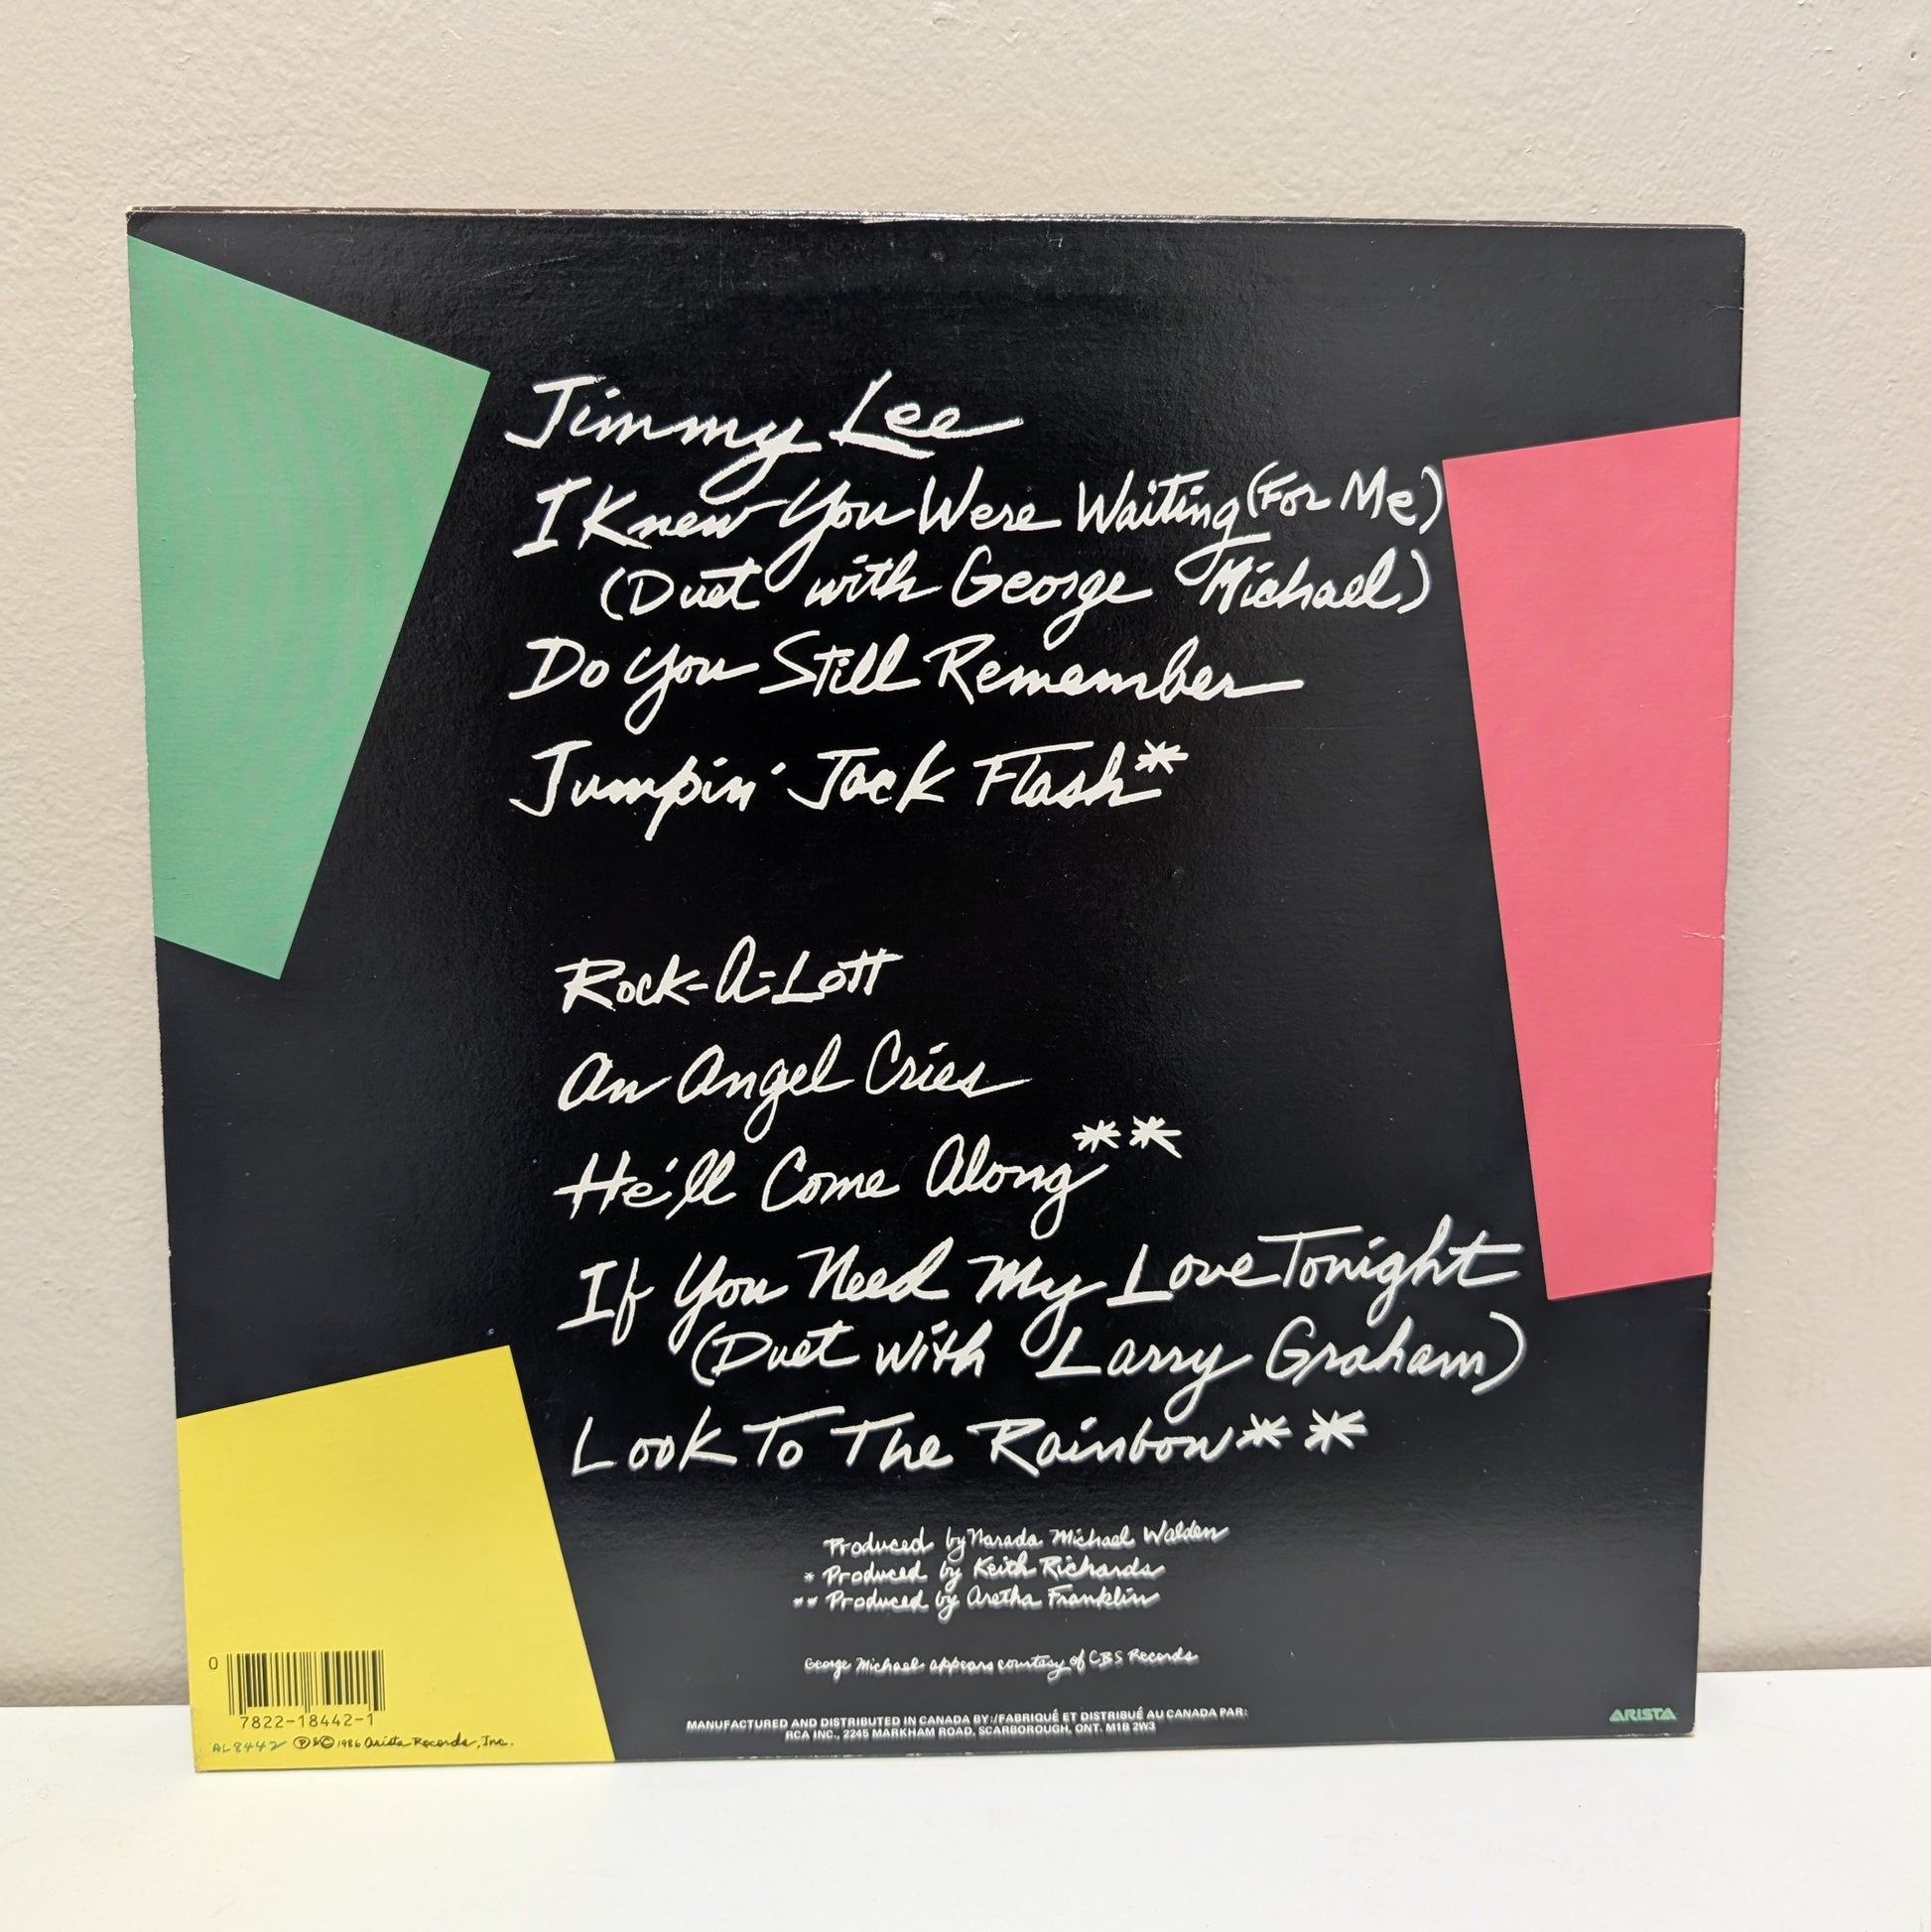 Jimmy Lee
I Knew You Were Waiting (For Me)
(Duet with George Michael)
Do You Still Remember
Jumpin' Jack Flash*
Rock-A-Lott
An Angel Cries
He'll Come Along**
If You Need My Love Tonight
(Duet with Larry Graham)
Look To The Rainbow**
Produced by Narada Michael Walden
* Produced by Keith Richards
** Produced by Aretha Franklin
George Michael appears courtesy of CBS Records
MANUFACTURED AND DISTRIBUTED IN CANADA BY:/FABRIQUÉ ET DISTRIBUÉ AU CANADA PAR:
RCA INC., 2245 MARKHAM ROAD, SCARBOROUGH, ONT. M1B 2W3
ARISTA
0
7822-18442-1
AL8442 Ⓟ&© 1986 Arista Records, Inc.